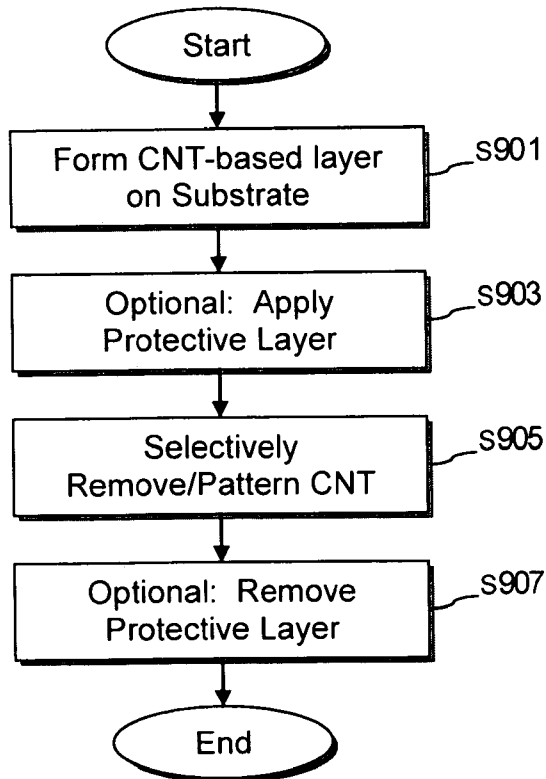 Start
Form CNT-based layer
on Substrate
S901
Optional: Apply
Protective Layer
S903
Selectively
Remove/Pattern CNT
S905
Optional: Remove
Protective Layer
S907
End